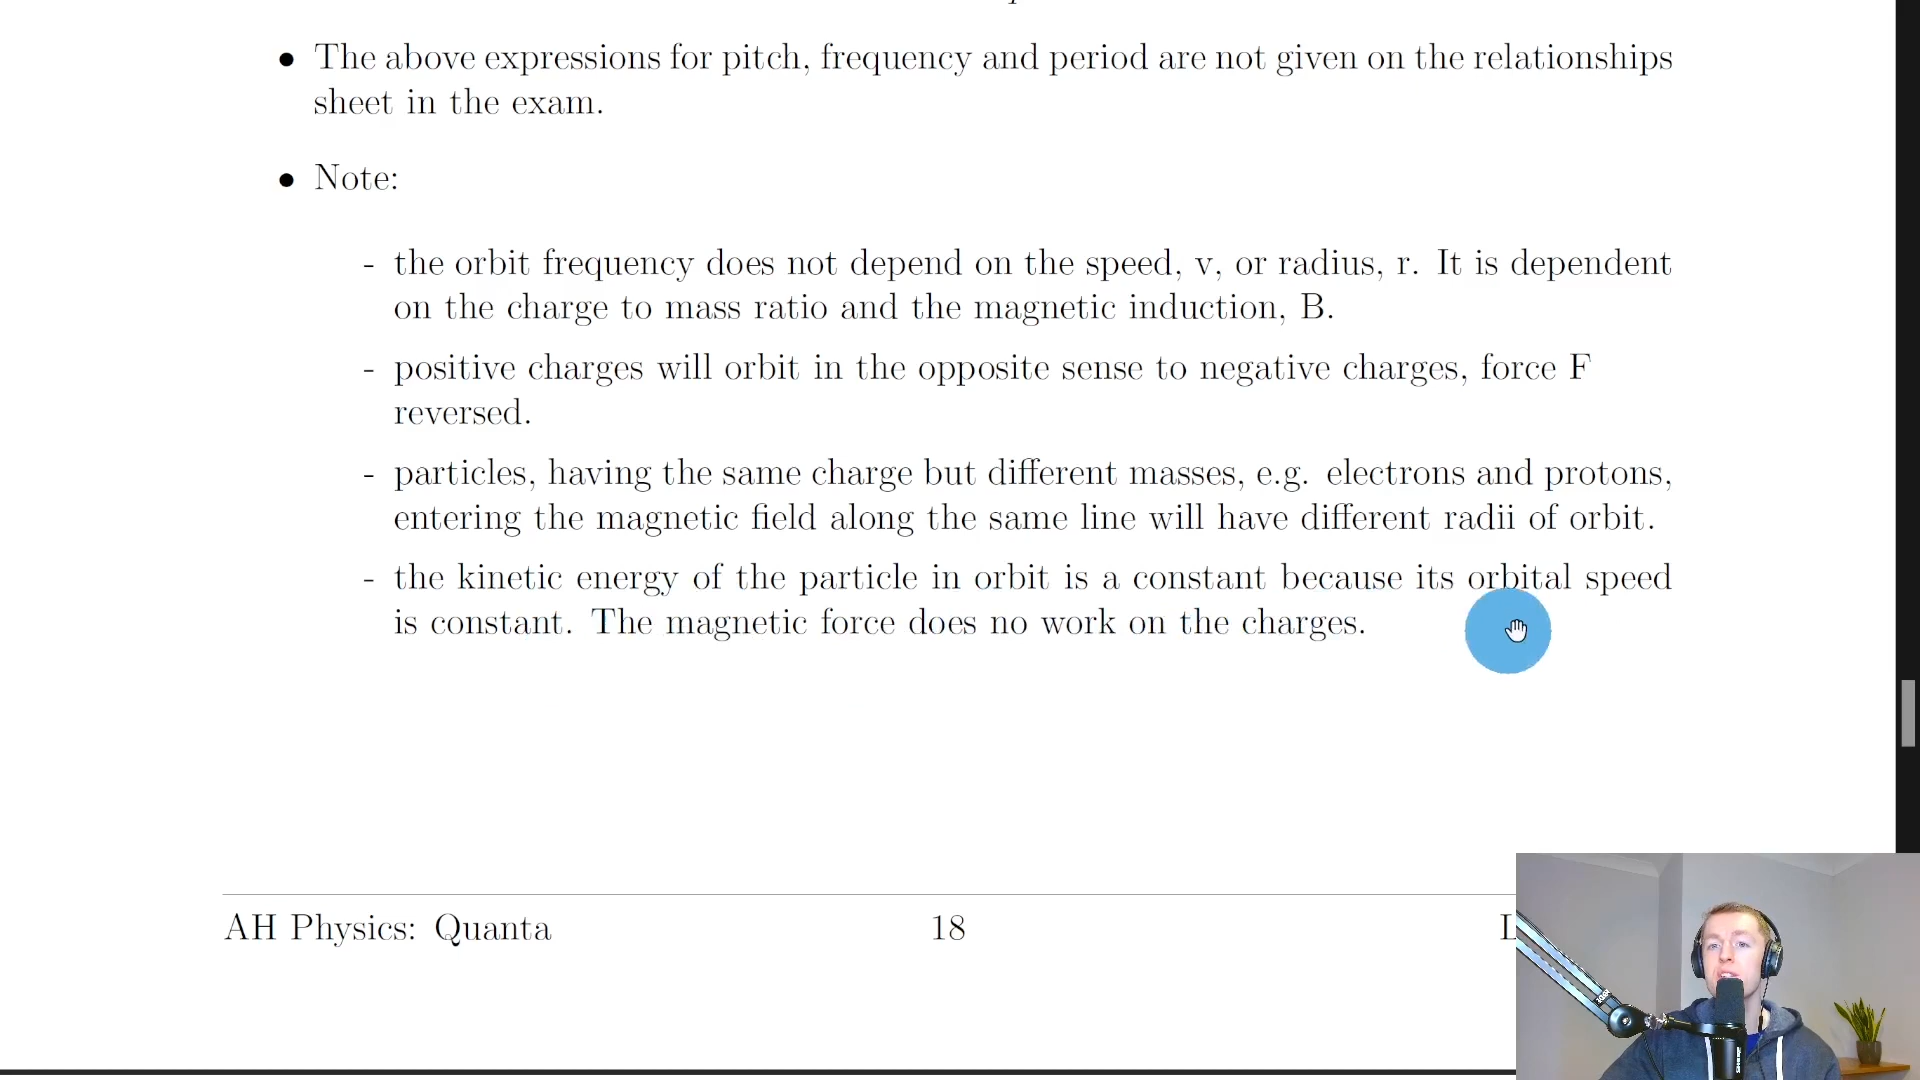 • The above expressions for pitch, frequency and period are not given on the relationships
sheet in the exam.
• Note:
- the orbit frequency does not depend on the speed, v, or radius, r. It is dependent
on the charge to mass ratio and the magnetic induction, B.
- positive charges will orbit in the opposite sense to negative charges, force F
reversed.
- particles, having the same charge but different masses, e.g. electrons and protons,
entering the magnetic field along the same line will have different radii of orbit.
- the kinetic energy of the particle in orbit is a constant because its orbital speed
is constant. The magnetic force does no work on the charges.
AH Physics: Quanta 18